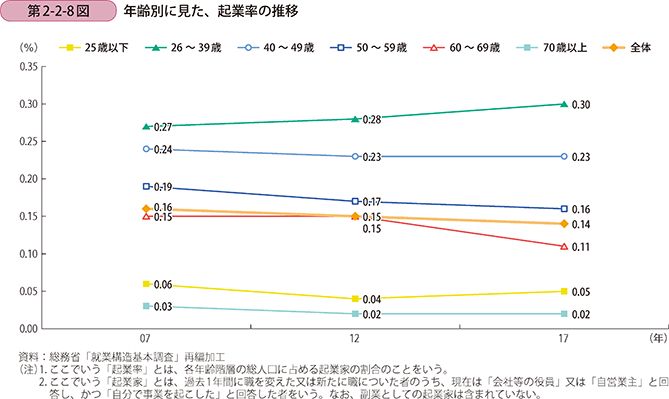 第2-2-8図 年齢別に見た、起業率の推移
(%) 25歳以下 26～39歳 40～49歳 50～59歳 60～69歳 70歳以上 全体
0.35
0.30 0.30
0.28
0.27
0.25
0.24 0.23 0.23
0.20
0.19 0.17 0.16
0.16 0.15 0.14
0.15 0.15 0.15 0.11
0.10
0.06 0.04 0.05
0.05
0.03 0.02 0.02
0.00
07 12 17 (年)
資料：総務省「就業構造基本調査」再編加工
(注)1. ここでいう「起業率」とは、各年齢階層の総人口に占める起業家の割合のことをいう。
2. ここでいう「起業家」とは、過去1年間に職を変えた又は新たに職についた者のうち、現在は「会社等の役員」又は「自営業主」と回
答し、かつ「自分で事業を起こした」と回答した者をいう。なお、副業としての起業家は含まれていない。